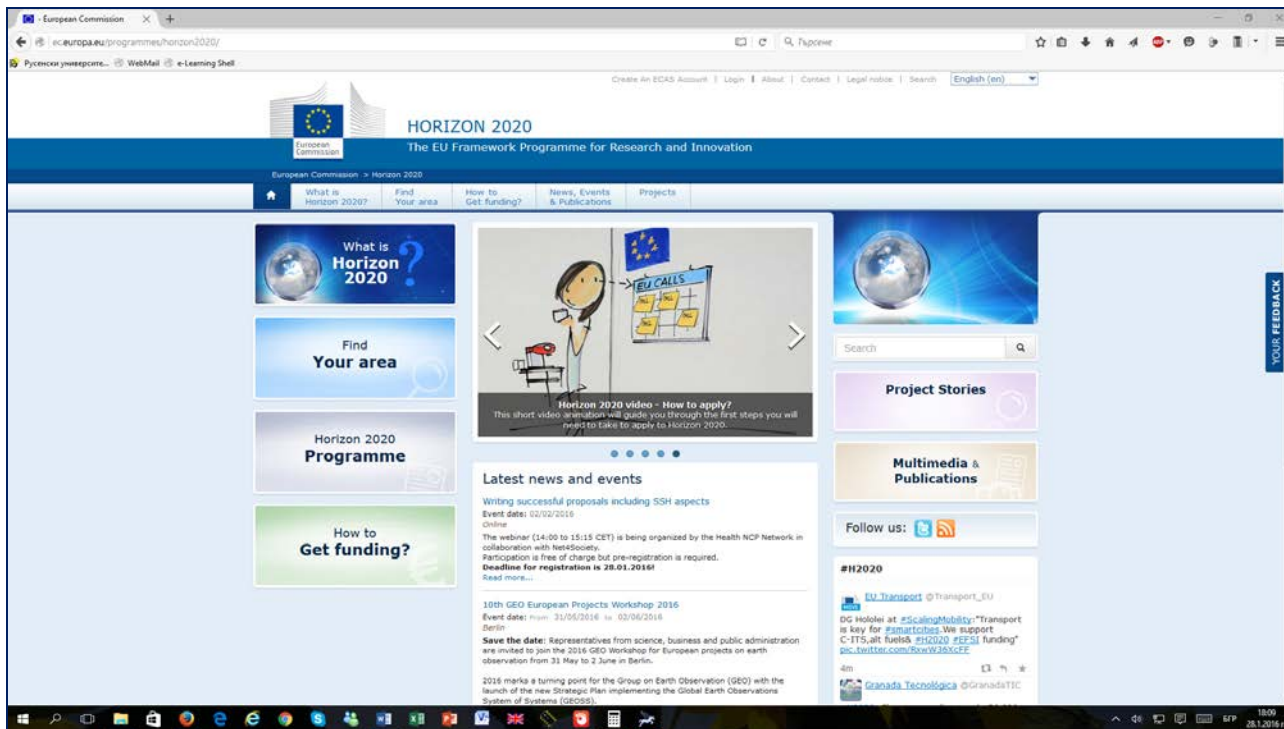 - European Commission
ec.europa.eu/programmes/horizon2020/
Търсене
Русенски университе...
WebMail
e-Learning Shell
Create An ECAS Account | Login | About | Contact | Legal notice | Search
English (en)
European
Commission
HORIZON 2020
The EU Framework Programme for Research and Innovation
European Commission > Horizon 2020
What is
Horizon 2020?
Find
Your area
How to
Get funding?
News, Events
& Publications
Projects
What is
Horizon
2020
?
Find
Your area
Horizon 2020
Programme
How to
Get funding?
EU CALLS
Horizon 2020 video - How to apply?
This short video animation will guide you through the first steps you will
need to take to apply to Horizon 2020.
Latest news and events
Writing successful proposals including SSH aspects
Event date: 02/02/2016
Online
The webinar (14:00 to 15:15 CET) is being organized by the Health NCP Network in
collaboration with Net4Society.
Participation is free of charge but pre-registration is required.
Deadline for registration is 28.01.2016!
Read more...
10th GEO European Projects Workshop 2016
Event date: From 31/05/2016 to 02/06/2016
Berlin
Save the date: Representatives from science, business and public administration
are invited to join the 2016 GEO Workshop for European projects on earth
observation from 31 May to 2 June in Berlin.
2016 marks a turning point for the Group on Earth Observation (GEO) with the
launch of the new Strategic Plan implementing the Global Earth Observations
System of Systems (GEOSS).
Search
Project Stories
Multimedia &
Publications
Follow us:
#H2020
EU Transport @Transport_EU
DG Hololei at #ScalingMobility:"Transport
is key for #smartcities.We support
C-ITS,alt fuels& #H2020 #EFSI funding"
pic.twitter.com/RxwW36XcFF
4m
Granada Tecnológica @GranadaTIC
YOUR FEEDBACK
БГР
18:09
28.1.2016 г.